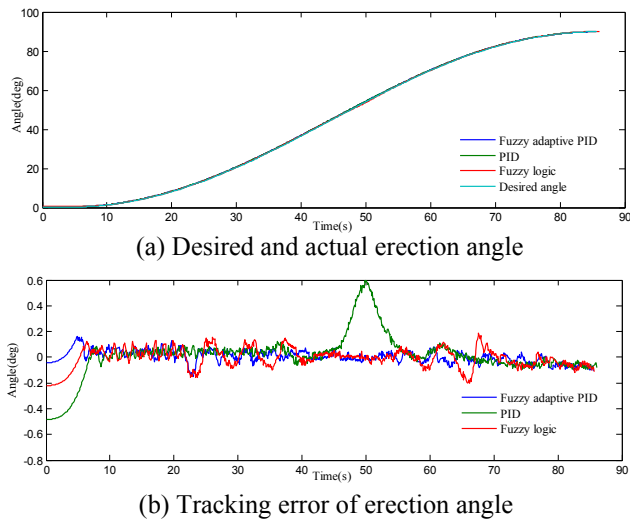 100
80
60
40
20
0
Angle(deg)
Fuzzy adaptive PID
PID
Fuzzy logic
Desired angle
0 10 20 30 40 50 60 70 80 90
Time(s)
(a) Desired and actual erection angle
0.6
0.4
0.2
0
-0.2
-0.4
-0.6
-0.8
Angle(deg)
Fuzzy adaptive PID
PID
Fuzzy logic
0 10 20 30 40 50 60 70 80 90
Time(s)
(b) Tracking error of erection angle